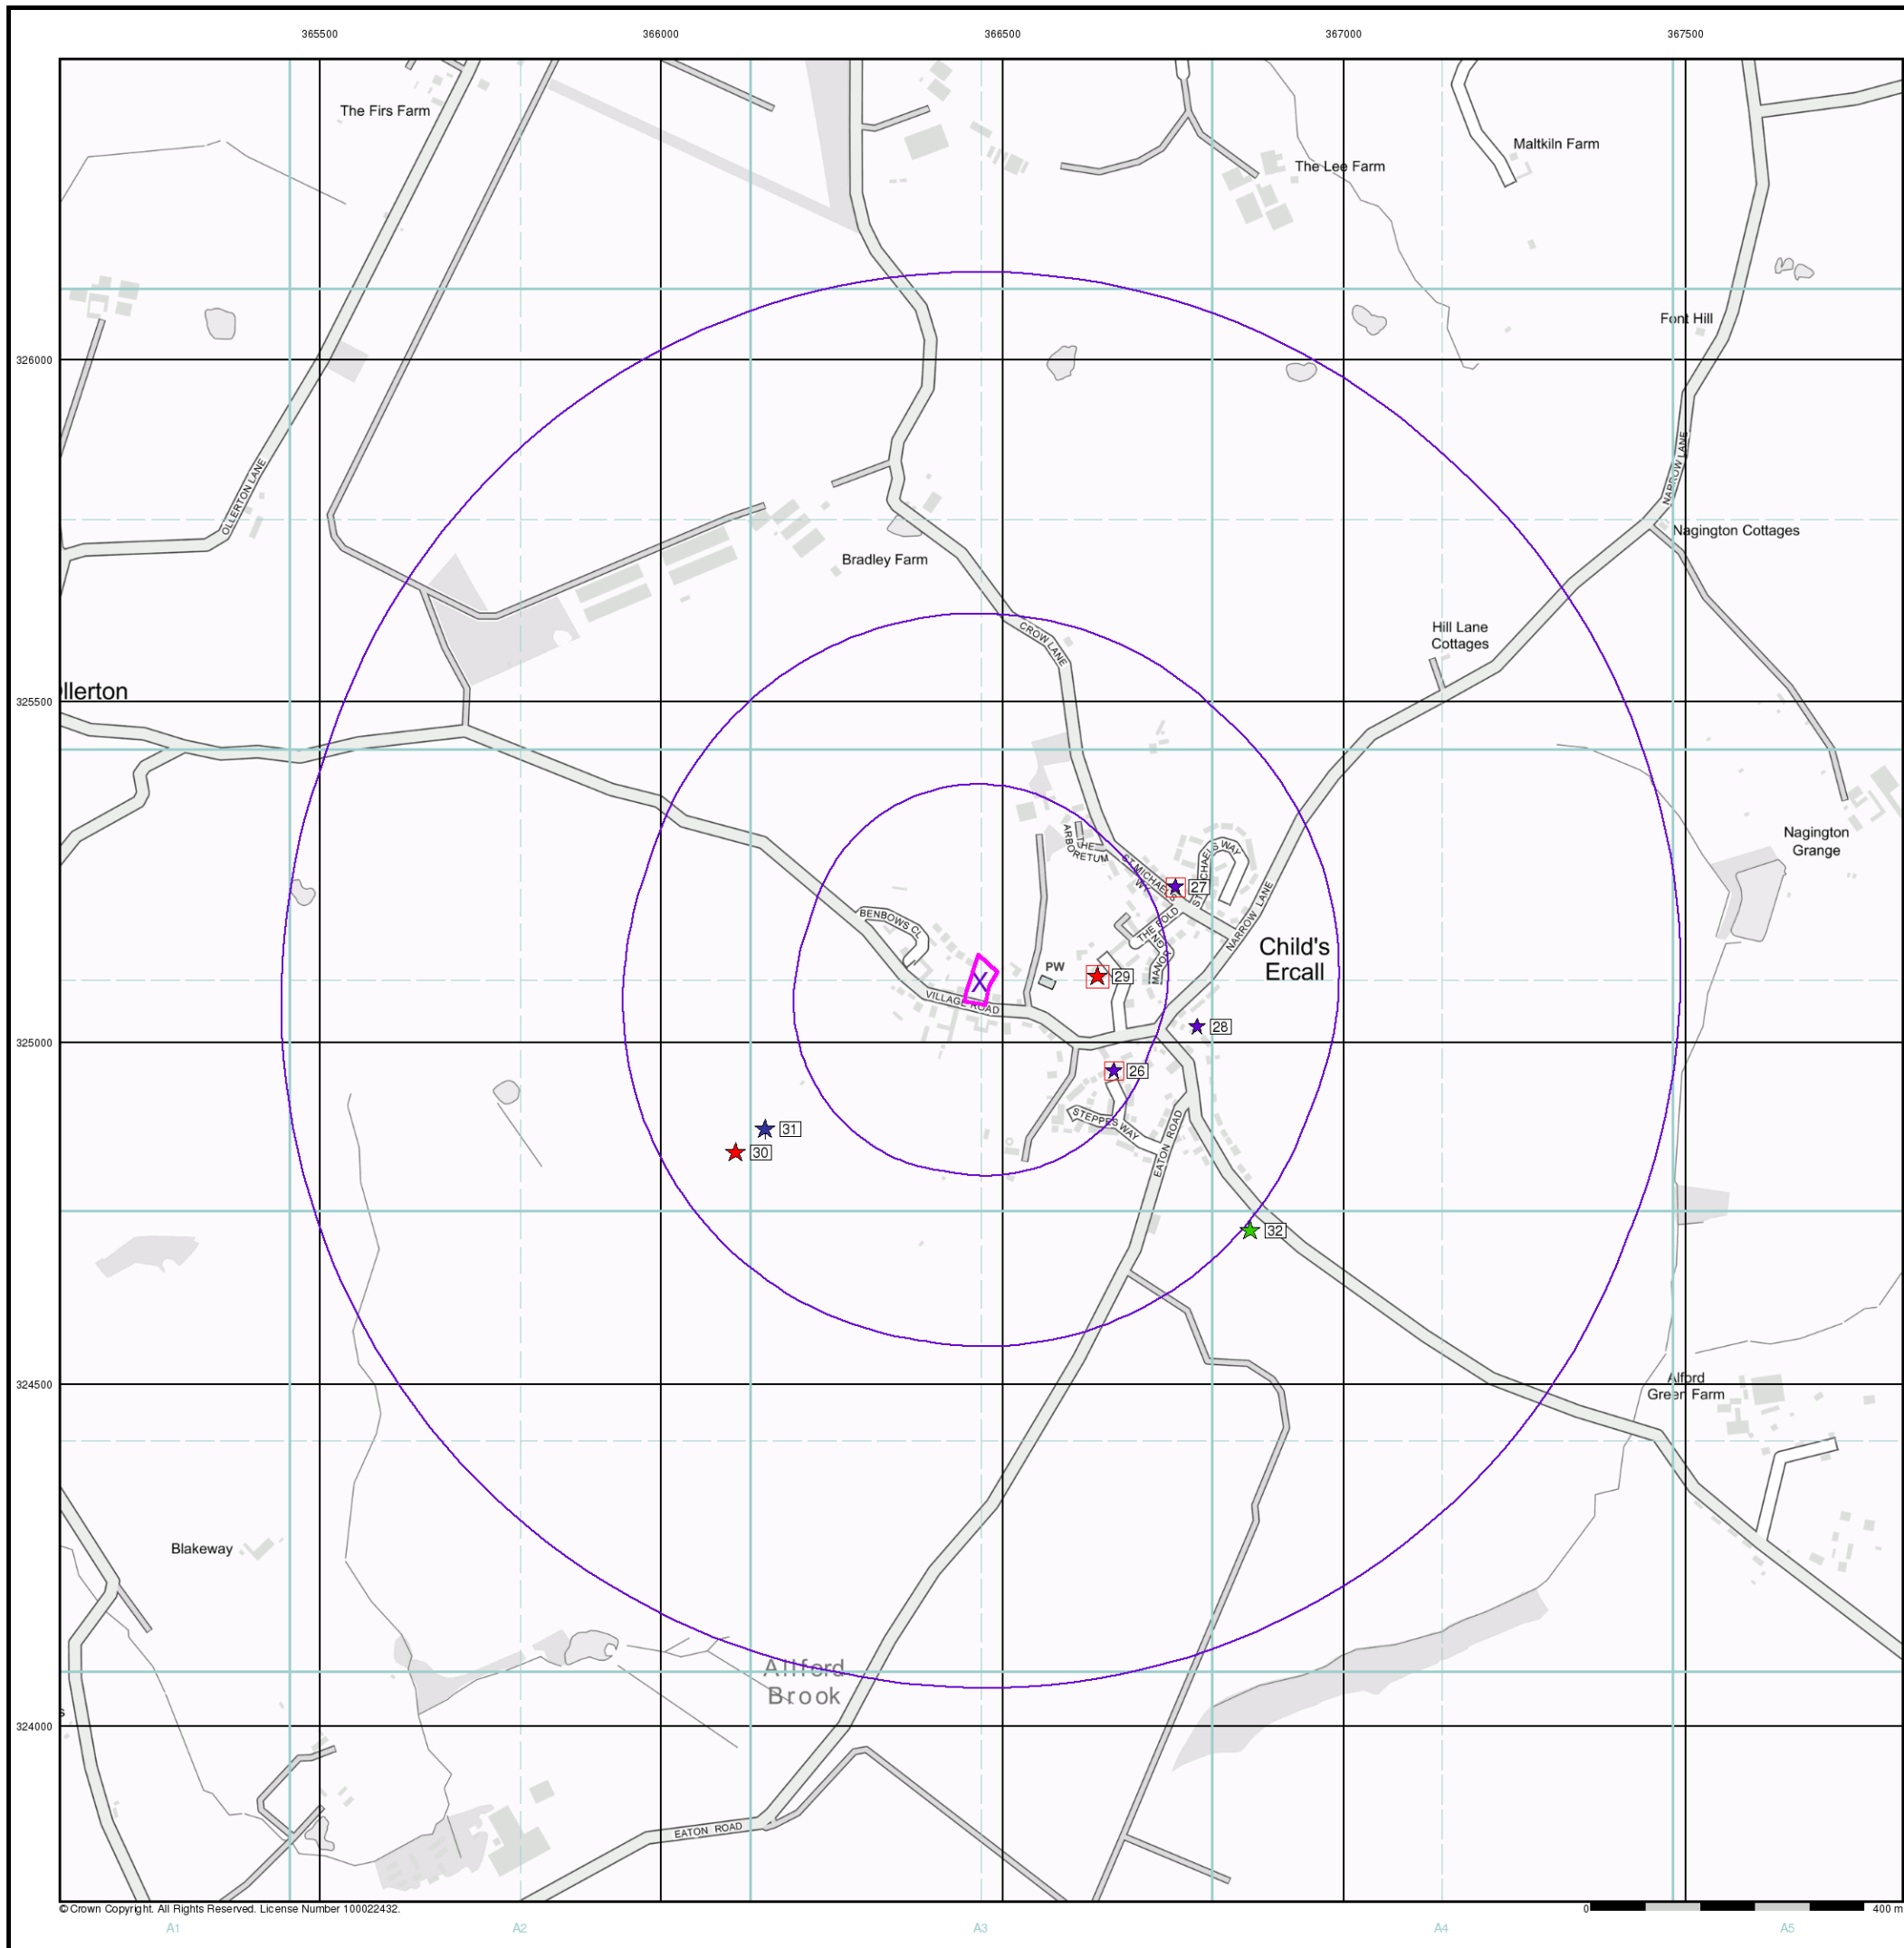 365500 366000 366500 367000 367500
The Firs Farm
Maltkiln Farm
The Lee Farm
Font Hill
326000
OLLERTON LANE
NARROW LANE
Nagington Cottages
Bradley Farm
Hill Lane
Cottages
CROW LANE
325500
Nagington
Grange
THE
ARBORETUM
ST MICHAEL'S
27
NARROW LANE
BENBOWS CL
THE FOLD
MANOR
Child's
Ercall
PW
29
X
VILLAGE ROAD
28
325000
26
STEPPES WAY
EATON ROAD
31
30
32
324500
Alford
Green Farm
Blakeway
Allford
Brook
324000
EATON ROAD
© Crown Copyright. All Rights Reserved. License Number 100022432.
0 400 m
A1 A2 A3 A4 A5